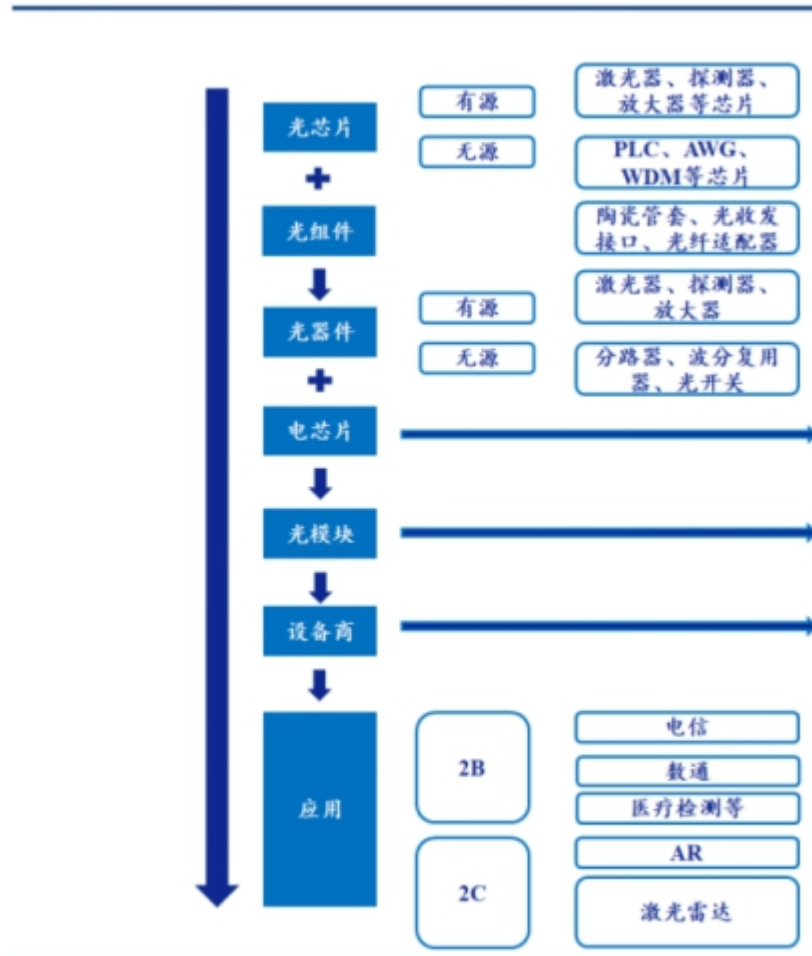 光芯片
有源
激光器、探测器、
放大器等芯片
无源
PLC、AWG、
WDM等芯片
光组件
陶瓷管套、光收发
接口、光纤适配器
光器件
有源
激光器、探测器、
放大器
无源
分路器、波分复用
器、光开关
电芯片
光模块
设备商
应用
2B
电信
数通
医疗检测等
2C
AR
激光雷达